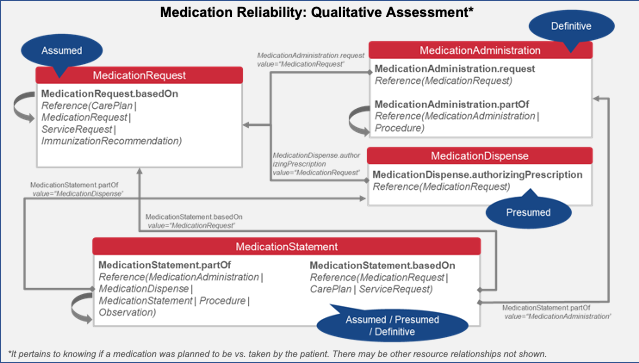 Medication Reliability: Qualitative Assessment*
Definitive
Assumed
MedicationAdministration.request
value="MedicationRequest"
MedicationAdministration
MedicationAdministration.request
Reference(MedicationRequest)
MedicationAdministration.partOf
Reference(MedicationAdministration |
Procedure)
MedicationRequest
MedicationRequest.basedOn
Reference(CarePlan |
MedicationRequest |
ServiceRequest |
ImmunizationRecommendation)
MedicationDispense.author
izingPrescription
value="MedicationRequest"
MedicationDispense
MedicationDispense.authorizingPrescription
Reference(MedicationRequest)
Presumed
MedicationStatement.partOf
value="MedicationDispense"
MedicationStatement.basedOn
value="MedicationRequest"
MedicationStatement
MedicationStatement.partOf
Reference(MedicationAdministration |
MedicationDispense |
MedicationStatement | Procedure |
Observation)
MedicationStatement.basedOn
Reference(MedicationRequest |
CarePlan | ServiceRequest)
Assumed / Presumed
/ Definitive
MedicationStatement.partOf
value="MedicationAdministration"
*It pertains to knowing if a medication was planned to be vs. taken by the patient. There may be other resource relationships not shown.